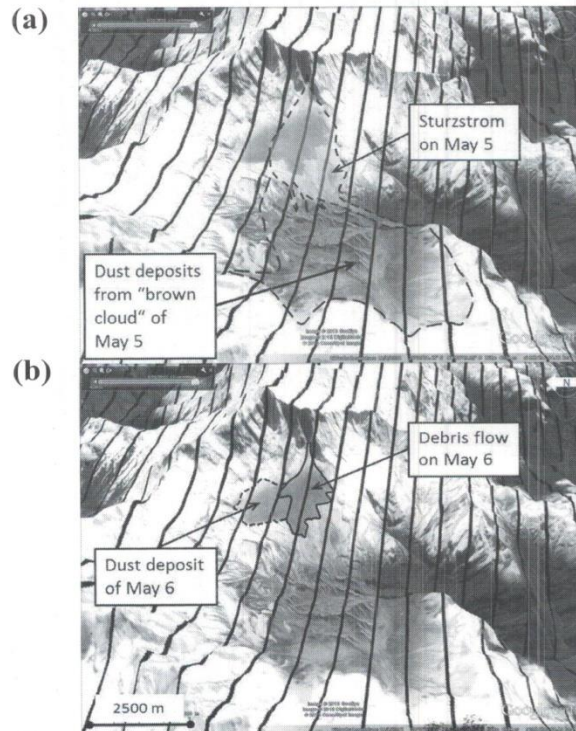 (a)
Sturzstrom
on May 5
Dust deposits
from "brown
cloud" of
May 5
(b)
N
Debris flow
on May 6
Dust deposit
of May 6
2500 m